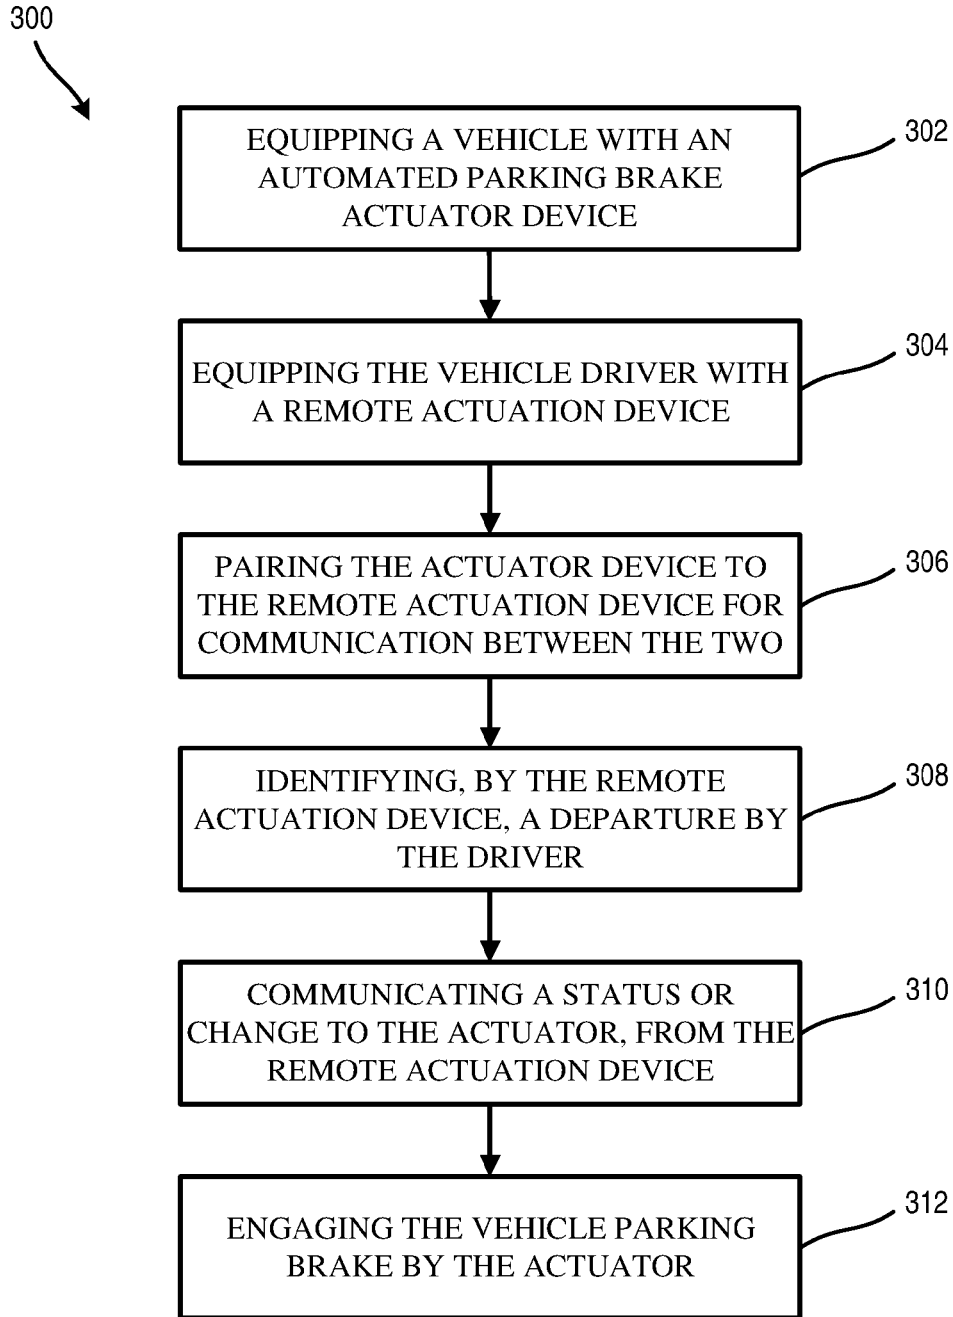 300
EQUIPPING A VEHICLE WITH AN
AUTOMATED PARKING BRAKE
ACTUATOR DEVICE
302
EQUIPPING THE VEHICLE DRIVER WITH
A REMOTE ACTUATION DEVICE
304
PAIRING THE ACTUATOR DEVICE TO
THE REMOTE ACTUATION DEVICE FOR
COMMUNICATION BETWEEN THE TWO
306
IDENTIFYING, BY THE REMOTE
ACTUATION DEVICE, A DEPARTURE BY
THE DRIVER
308
COMMUNICATING A STATUS OR
CHANGE TO THE ACTUATOR, FROM THE
REMOTE ACTUATION DEVICE
310
ENGAGING THE VEHICLE PARKING
BRAKE BY THE ACTUATOR
312